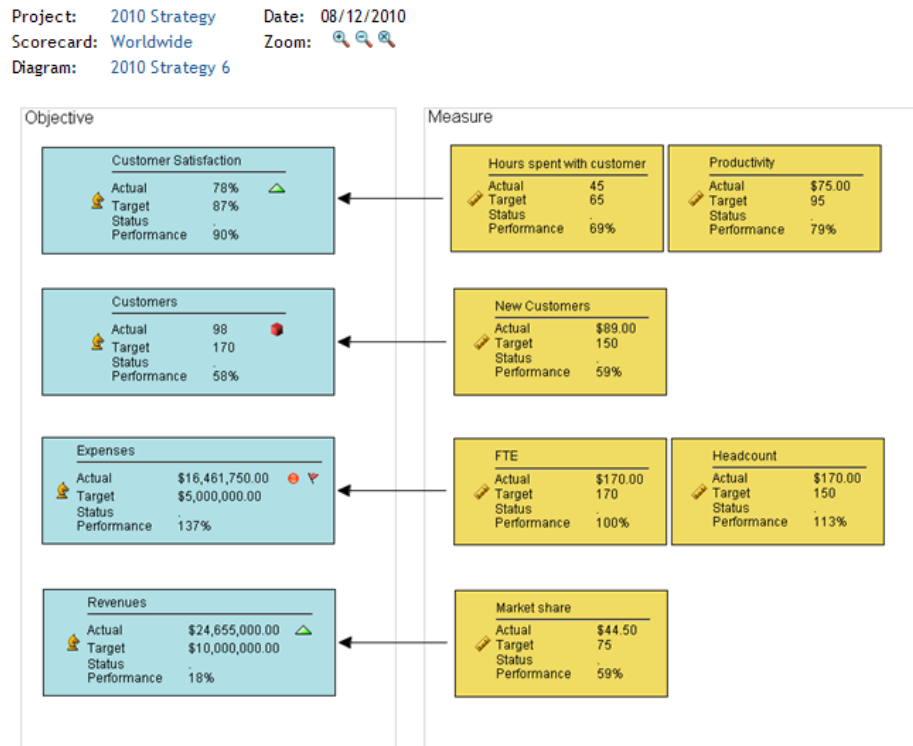 Project: 2010 Strategy Date: 08/12/2010
Scorecard: Worldwide Zoom:
Diagram: 2010 Strategy 6
Objective
Measure
Customer Satisfaction
Actual 78%
Target 87%
Status .
Performance 90%
Hours spent with customer
Actual 45
Target 65
Status .
Performance 69%
Productivity
Actual $75.00
Target 95
Status .
Performance 79%
Customers
Actual 98
Target 170
Status .
Performance 58%
New Customers
Actual $89.00
Target 150
Status .
Performance 59%
Expenses
Actual $16,461,750.00
Target $5,000,000.00
Status .
Performance 137%
FTE
Actual $170.00
Target 170
Status .
Performance 100%
Headcount
Actual $170.00
Target 150
Status .
Performance 113%
Revenues
Actual $24,655,000.00
Target $10,000,000.00
Status .
Performance 18%
Market share
Actual $44.50
Target 75
Status .
Performance 59%